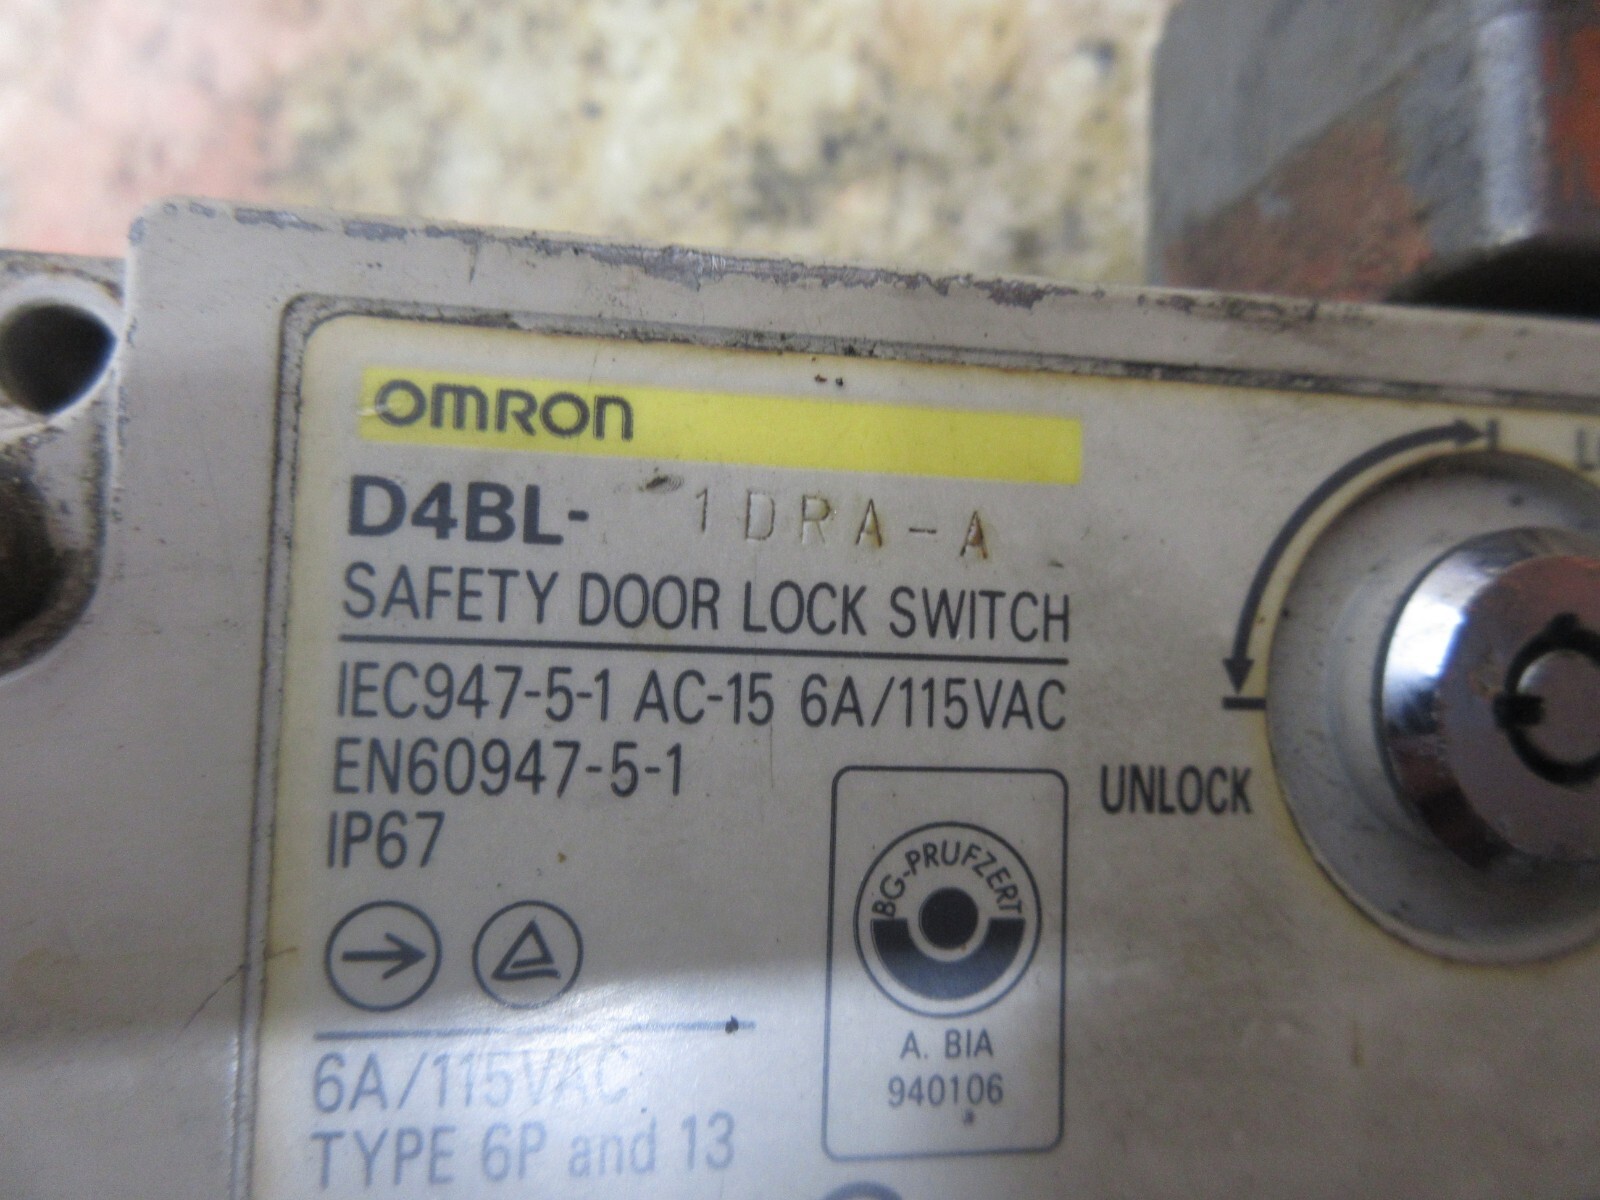 OMRON
D4BL- 1DRA-A
SAFETY DOOR LOCK SWITCH
IEC947-5-1 AC-15 6A/115VAC
EN60947-5-1
IP67
UNLOCK
BG-PRUFZERT
A. BIA
940106
6A/115VAC
TYPE 6P and 13